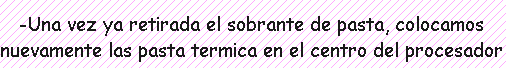 -Una vez ya retirada el sobrante de pasta, colocamos
nuevamente las pasta termica en el centro del procesador